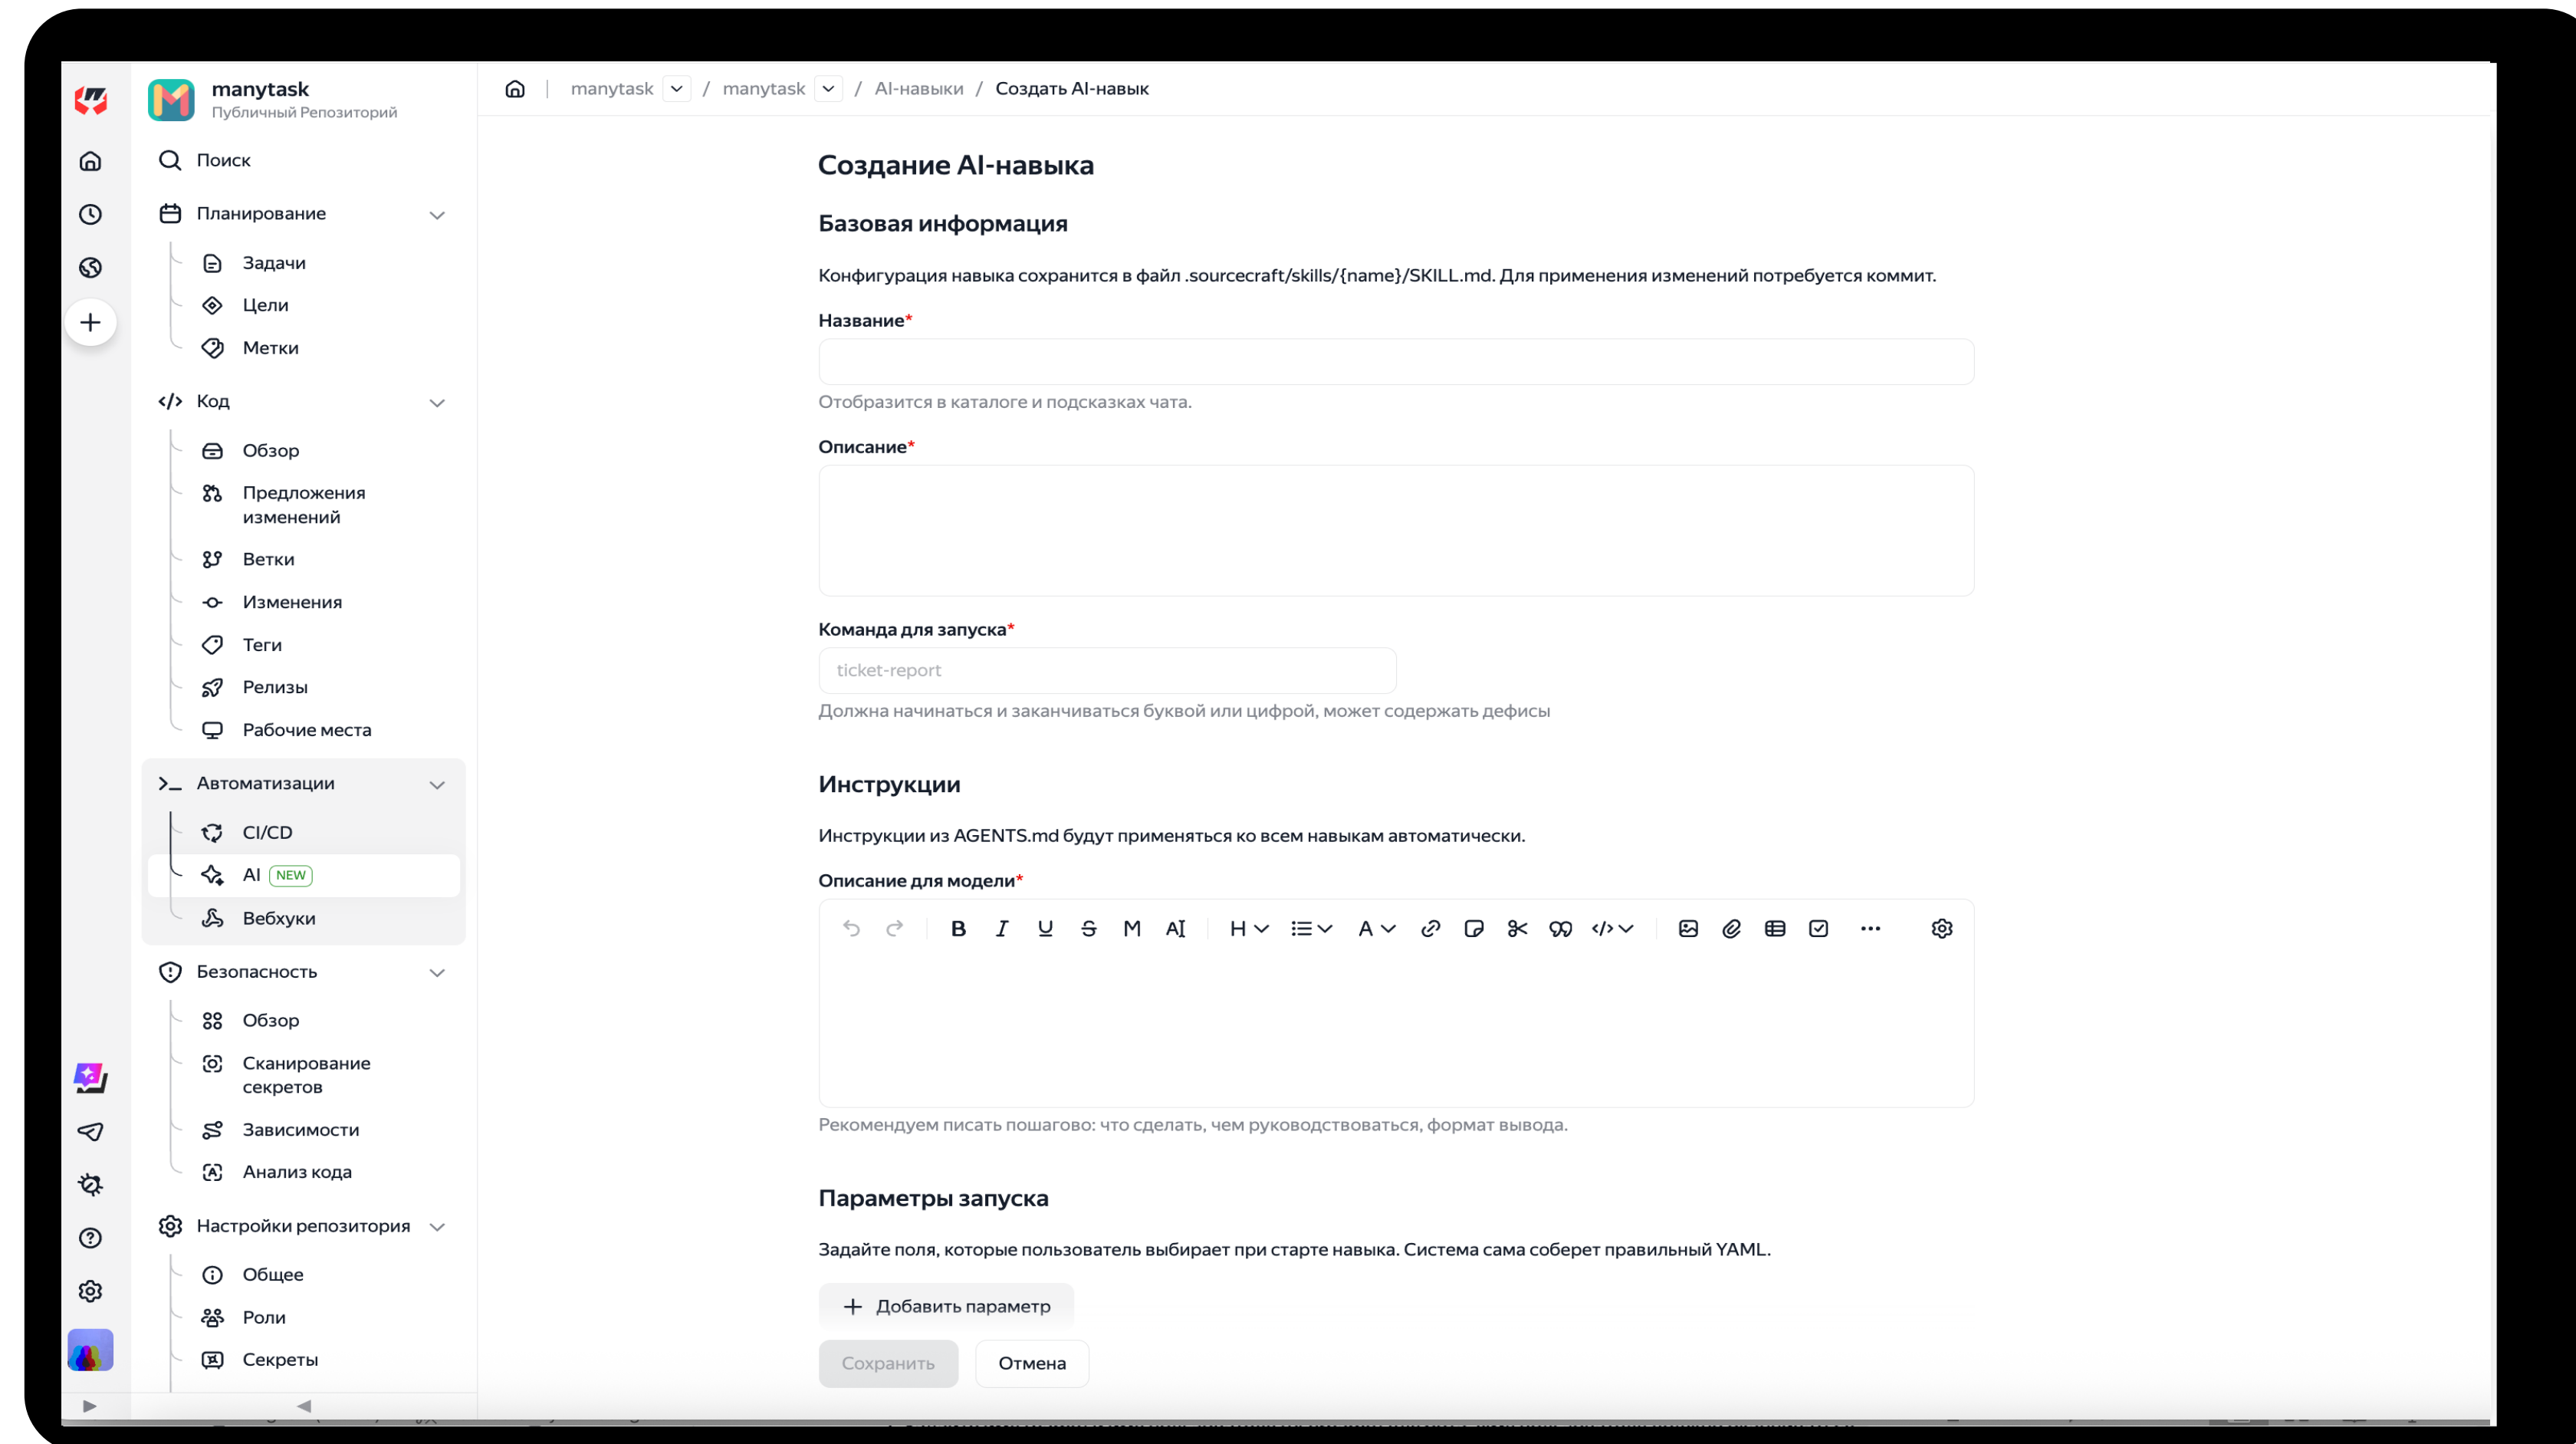 manytask
Публичный Репозиторий
Поиск
Планирование
Задачи
Цели
Метки
Код
Обзор
Предложения
изменений
Ветки
Изменения
Теги
Релизы
Рабочие места
Автоматизации
CI/CD
AI NEW
Вебхуки
Безопасность
Обзор
Сканирование
секретов
Зависимости
Анализ кода
Настройки репозитория
Общее
Роли
Секреты
manytask / manytask / AI-навыки / Создать AI-навык
Создание AI-навыка
Базовая информация
Конфигурация навыка сохранится в файл .sourcecraft/skills/{name}/SKILL.md. Для применения изменений потребуется коммит.
Название*
Отобразится в каталоге и подсказках чата.
Описание*
Команда для запуска*
ticket-report
Должна начинаться и заканчиваться буквой или цифрой, может содержать дефисы
Инструкции
Инструкции из AGENTS.md будут применяться ко всем навыкам автоматически.
Описание для модели*
Рекомендуем писать пошагово: что сделать, чем руководствоваться, формат вывода.
Параметры запуска
Задайте поля, которые пользователь выбирает при старте навыка. Система сама соберет правильный YAML.
Добавить параметр
Сохранить Отмена